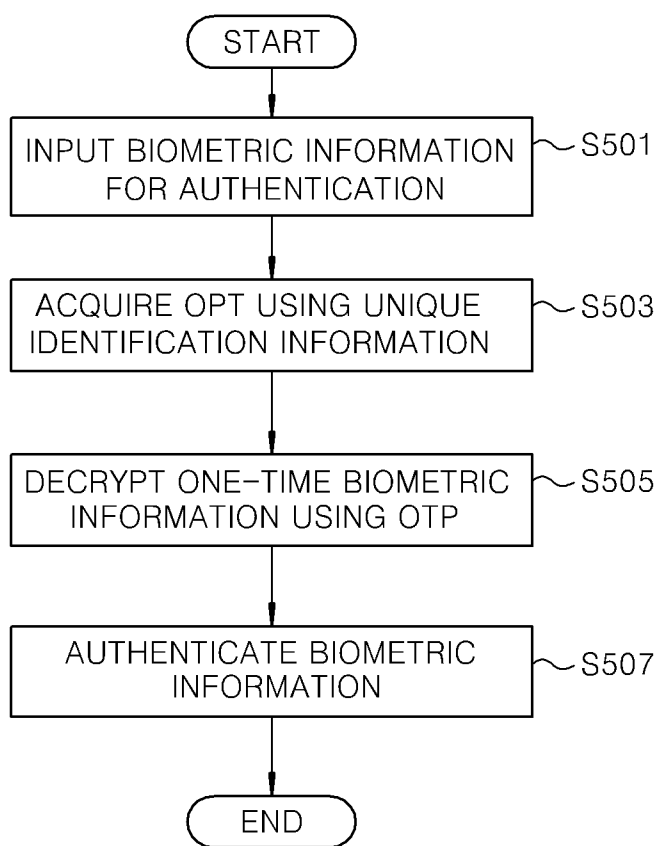 START
INPUT BIOMETRIC INFORMATION
FOR AUTHENTICATION
S501
ACQUIRE OPT USING UNIQUE
IDENTIFICATION INFORMATION
S503
DECRYPT ONE-TIME BIOMETRIC
INFORMATION USING OTP
S505
AUTHENTICATE BIOMETRIC
INFORMATION
S507
END